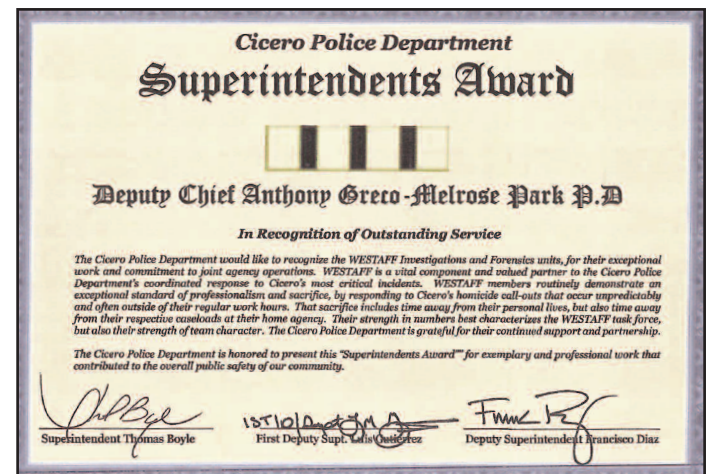 Cicero Police Department
Superintendents Award
Deputy Chief Anthony Greco - Melrose Park P.D
In Recognition of Outstanding Service
The Cicero Police Department would like to recognize the WESTAFF Investigations and Forensics units, for their exceptional
work and commitment to joint agency operations. WESTAFF is a vital component and valued partner to the Cicero Police
Department's coordinated response to Cicero's most critical incidents. WESTAFF members routinely demonstrate an
exceptional standard of professionalism and sacrifice, by responding to Cicero's homicide call-outs that occur unpredictably
and often outside of their regular work hours. That sacrifice includes time away from their personal lives, but also time away
from their respective caseloads at their home agency. Their strength in numbers best characterizes the WESTAFF task force,
but also their strength of team character. The Cicero Police Department is grateful for their continued support and partnership.
The Cicero Police Department is honored to present this "Superintendents Award"" for exemplary and professional work that
contributed to the overall public safety of our community.
Superintendent Thomas Boyle
First Deputy Supt. Luis Gutierrez
Deputy Superintendent Francisco Diaz